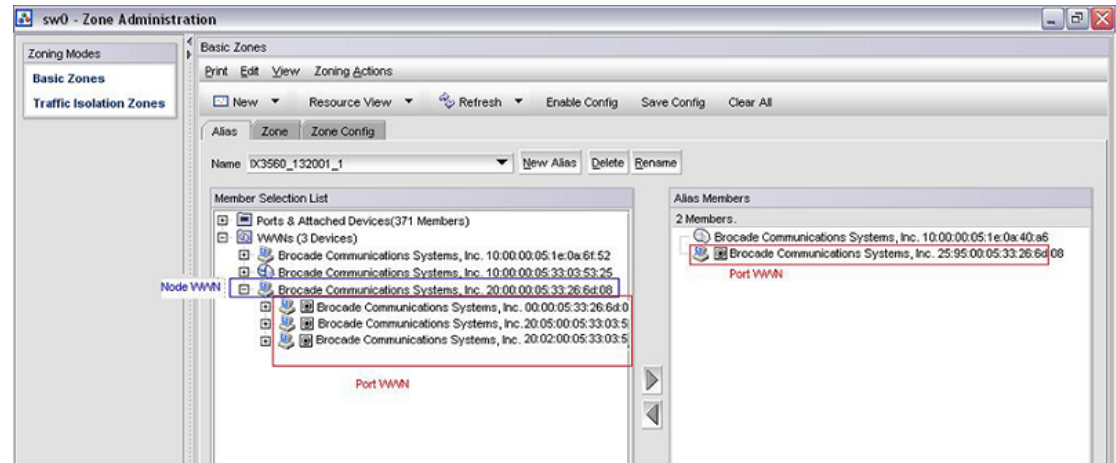 sw0 - Zone Administration
Zoning Modes
Basic Zones
Traffic Isolation Zones
Basic Zones
Print Edit View Zoning Actions
New Resource View Refresh Enable Config Save Config Clear All
Alias Zone Zone Config
Name IX3560_132001_1 New Alias Delete Rename
Member Selection List
Ports & Attached Devices(371 Members)
WWNs (3 Devices)
Brocade Communications Systems, Inc. 10:00:00:05:1e:0a:6f:52
Brocade Communications Systems, Inc. 10:00:00:05:33:03:53:25
Node WWN
Brocade Communications Systems, Inc. 20:00:00:05:33:26:6d:08
Brocade Communications Systems, Inc. 00:00:05:33:26:6d:0
Brocade Communications Systems, Inc. 20:05:00:05:33:03:5
Brocade Communications Systems, Inc. 20:02:00:05:33:03:5
Port WWN
Alias Members
2 Members.
Brocade Communications Systems, Inc. 10:00:00:05:1e:0a:40:a6
Brocade Communications Systems, Inc. 25:95:00:05:33:26:6d:08
Port WWN